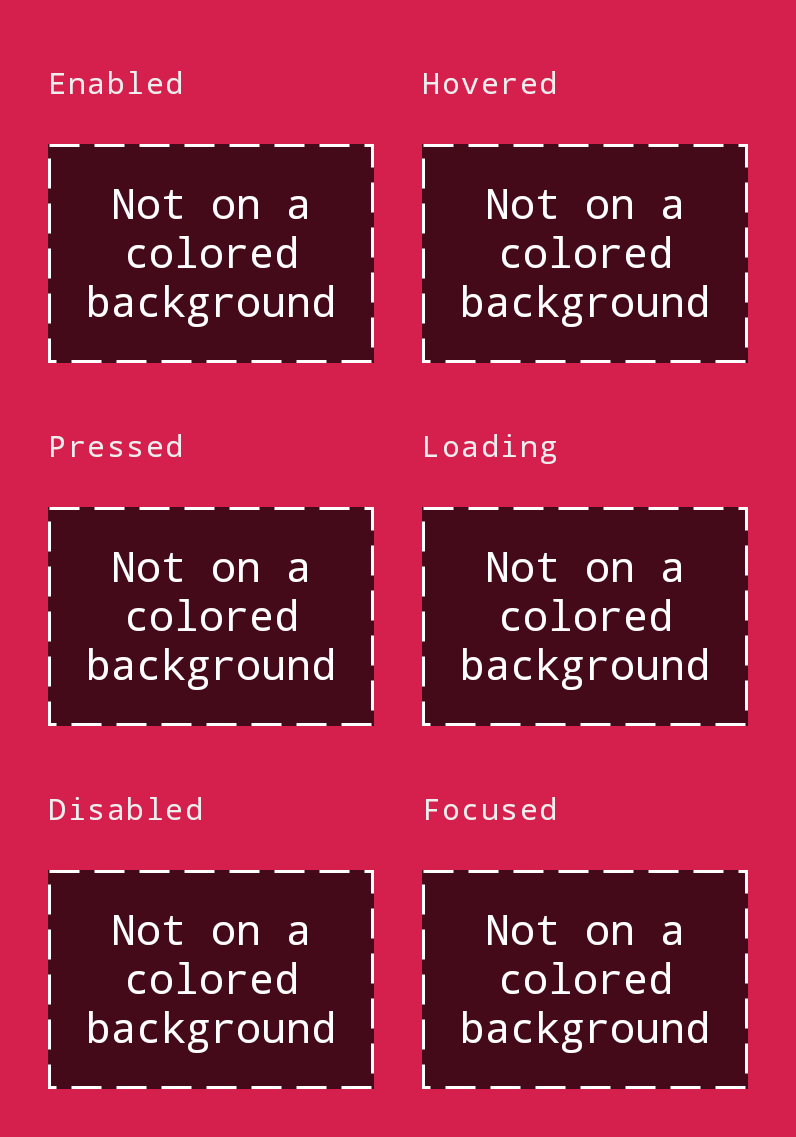 Enabled
Hovered
Not on a
colored
background
Not on a
colored
background
Pressed
Loading
Not on a
colored
background
Not on a
colored
background
Disabled
Focused
Not on a
colored
background
Not on a
colored
background